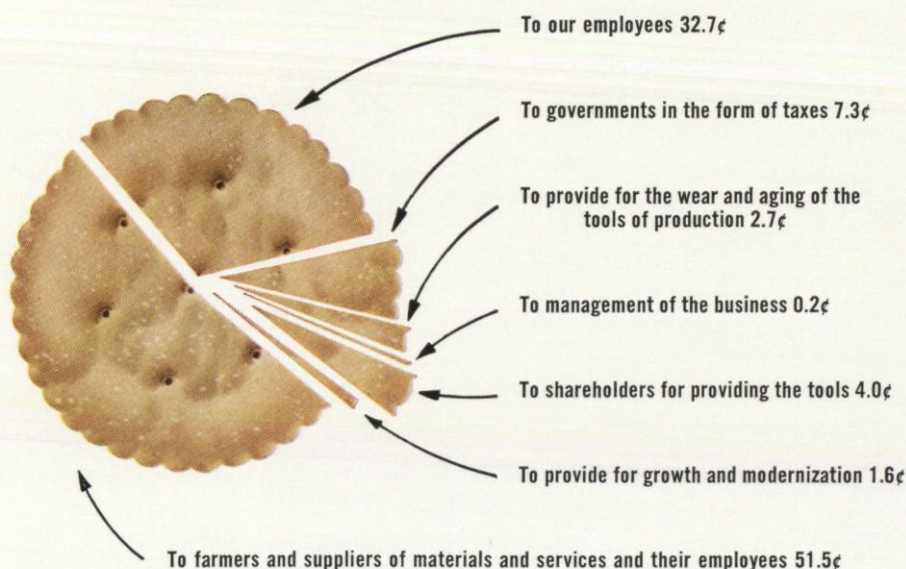 To our employees 32.7¢
To governments in the form of taxes 7.3¢
To provide for the wear and aging of the
tools of production 2.7¢
To management of the business 0.2¢
To shareholders for providing the tools 4.0¢
To provide for growth and modernization 1.6¢
To farmers and suppliers of materials and services and their employees 51.5¢